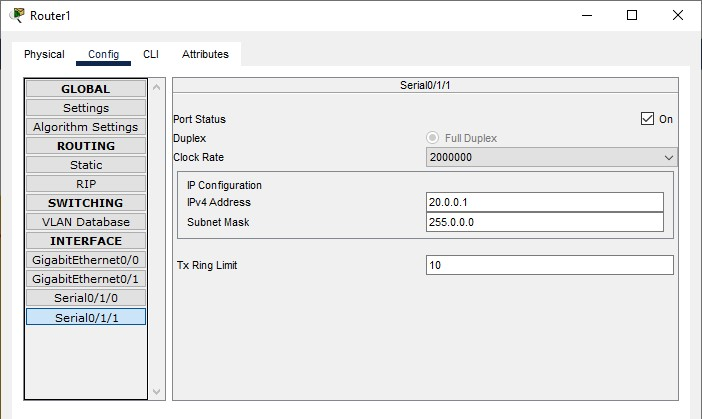 Router1
Physical Config CLI Attributes
GLOBAL
Settings
Algorithm Settings
ROUTING
Static
RIP
SWITCHING
VLAN Database
INTERFACE
GigabitEthernet0/0
GigabitEthernet0/1
Serial0/1/0
Serial0/1/1
Serial0/1/1
Port Status On
Duplex Full Duplex
Clock Rate 2000000
IP Configuration
IPv4 Address 20.0.0.1
Subnet Mask 255.0.0.0
Tx Ring Limit 10